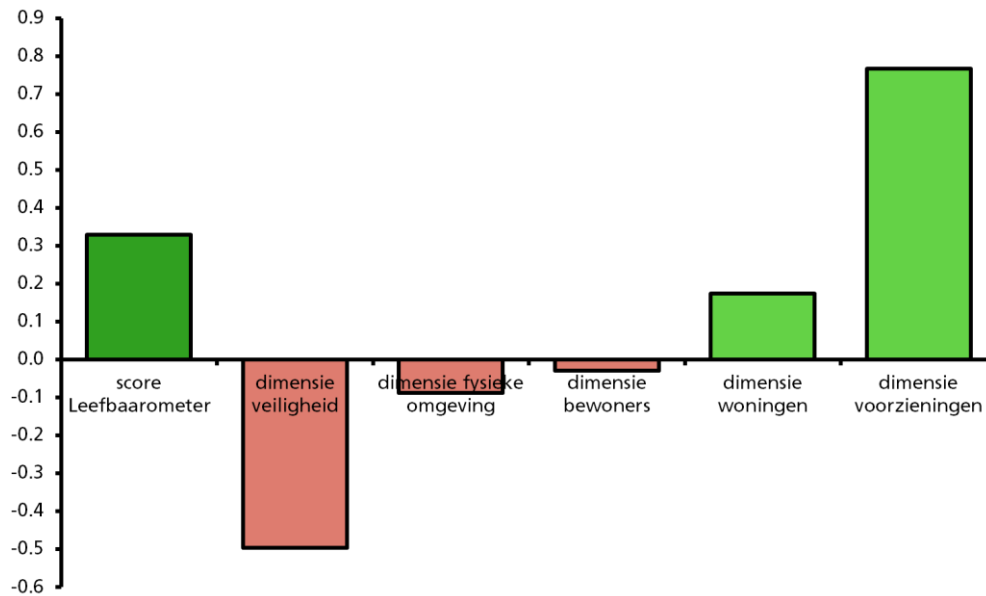 0.9
0.8
0.7
0.6
0.5
0.4
0.3
0.2
0.1
0.0
-0.1
-0.2
-0.3
-0.4
-0.5
-0.6
score
Leefbaarometer
dimensie
veiligheid
dimensie fysieke
omgeving
dimensie
bewoners
dimensie
woningen
dimensie
voorzieningen